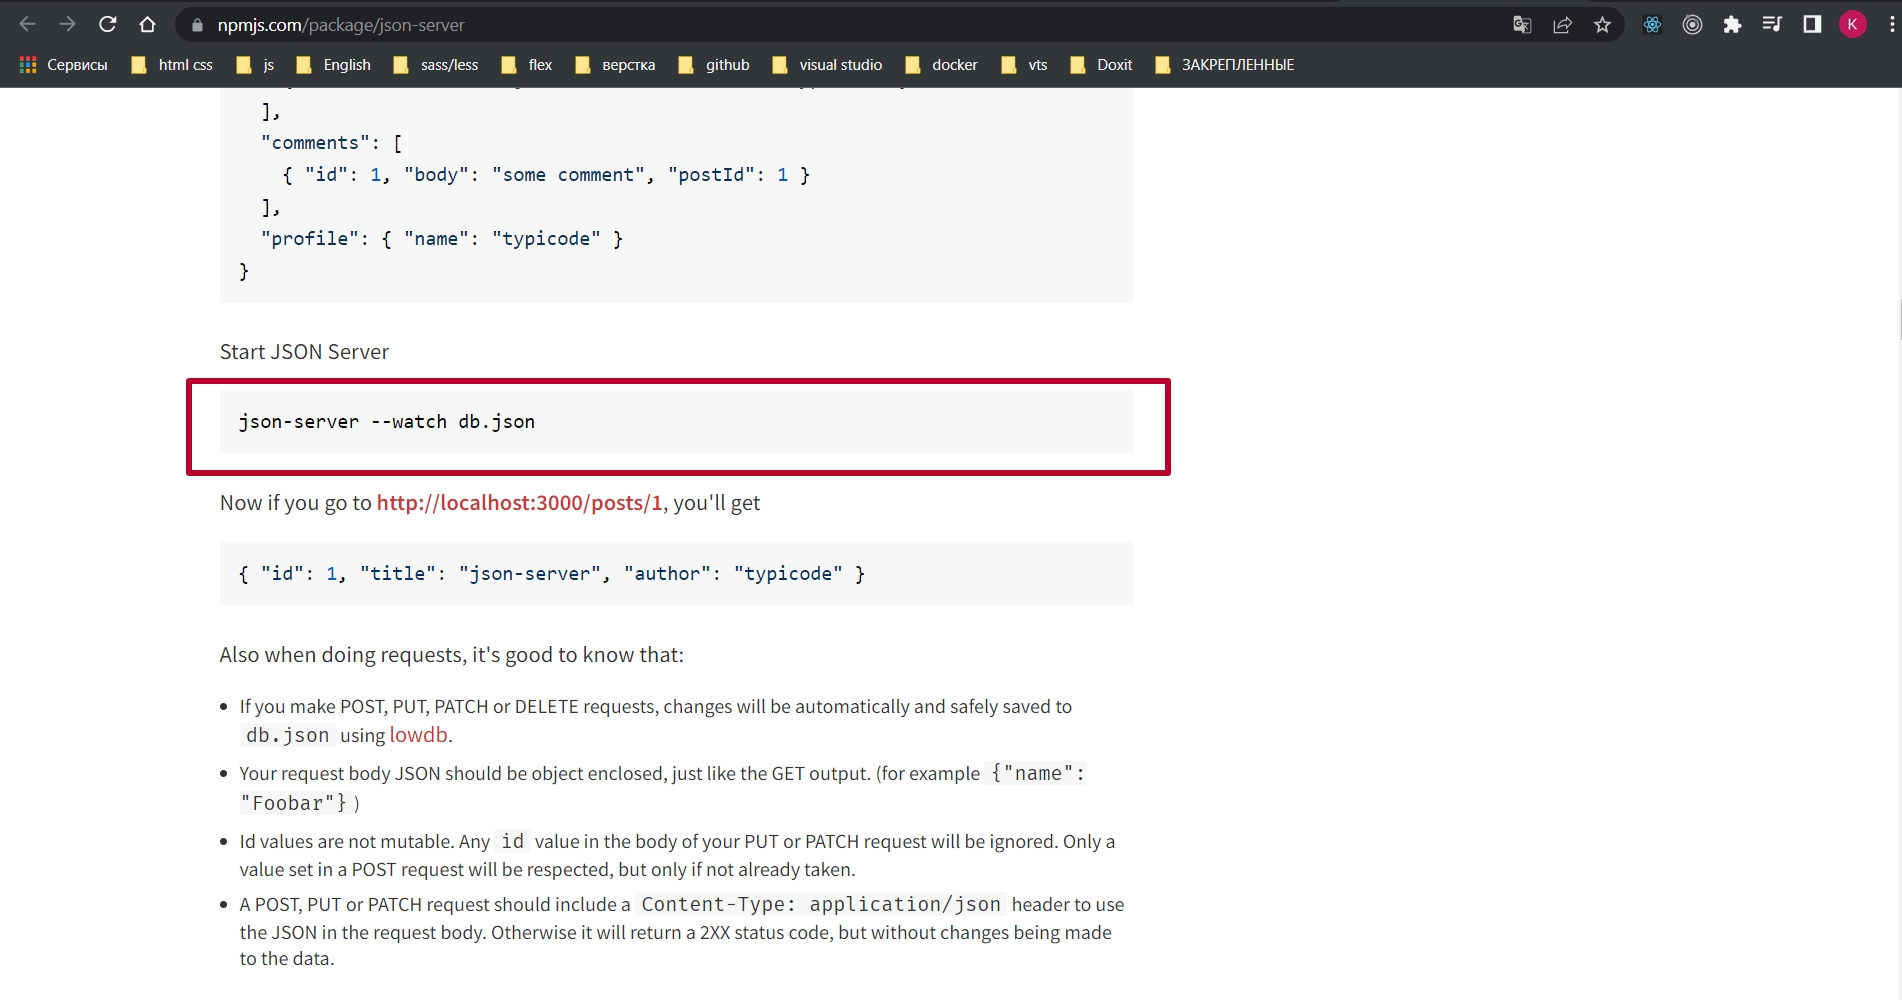 npmjs.com/package/json-server
K
Сервисы html css js English sass/less flex верстка github visual studio docker vts Doxit ЗАКРЕПЛЕННЫЕ
],
"comments": [
{ "id": 1, "body": "some comment", "postId": 1 }
],
"profile": { "name": "typicode" }
}
Start JSON Server
json-server --watch db.json
Now if you go to http://localhost:3000/posts/1, you'll get
{ "id": 1, "title": "json-server", "author": "typicode" }
Also when doing requests, it's good to know that:
• If you make POST, PUT, PATCH or DELETE requests, changes will be automatically and safely saved to
db.json using lowdb.
• Your request body JSON should be object enclosed, just like the GET output. (for example {"name":
"Foobar"} )
• Id values are not mutable. Any id value in the body of your PUT or PATCH request will be ignored. Only a
value set in a POST request will be respected, but only if not already taken.
• A POST, PUT or PATCH request should include a Content-Type: application/json header to use
the JSON in the request body. Otherwise it will return a 2XX status code, but without changes being made
to the data.